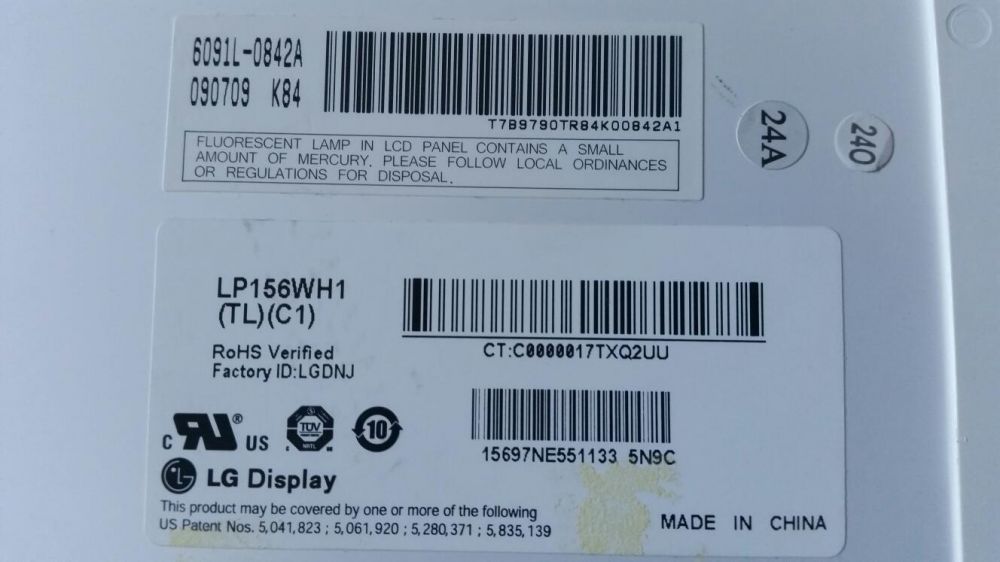 6091L-0842A
090709 K84
T7B9790TR84K00842A1
FLUORESCENT LAMP IN LCD PANEL CONTAINS A SMALL
AMOUNT OF MERCURY. PLEASE FOLLOW LOCAL ORDINANCES
OR REGULATIONS FOR DISPOSAL.
24A
240
LP156WH1
(TL)(C1)
RoHS Verified
Factory ID:LGDNJ
CT:C0000017TXQ2UU
C RU ® US
TÜV
NRTL
10
15697NE551133 5N9C
LG Display
This product may be covered by one or more of the following
US Patent Nos. 5,041,823 ; 5,061,920 ; 5,280,371 ; 5,835,139
MADE IN CHINA